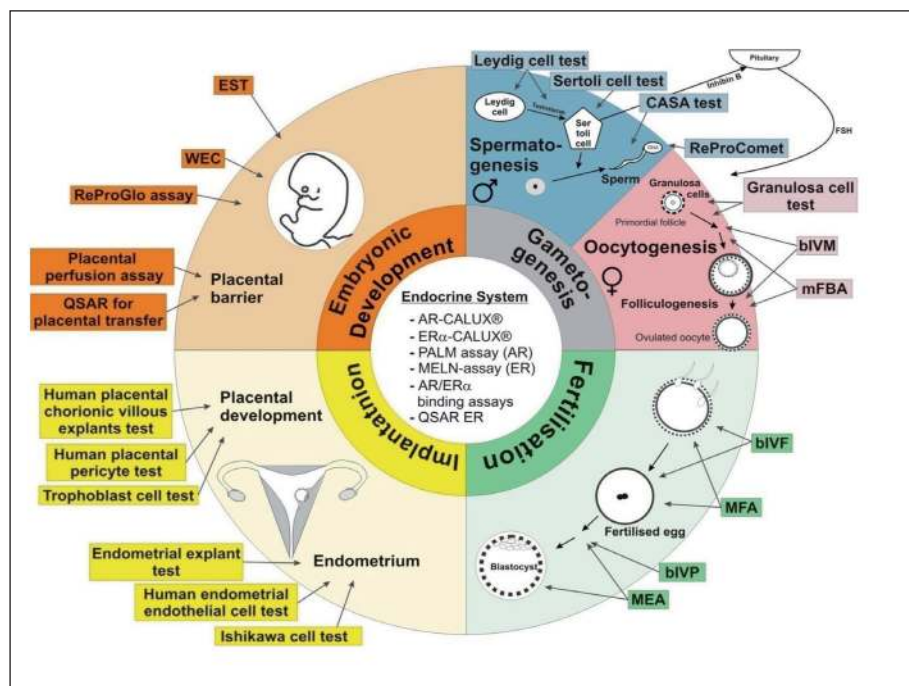 Leydig cell test
Sertoli cell test
CASA test
ReProComet
Pituitary
Inhibin B
FSH
Leydig
cell
Testosterone
Ser
toli
cell
Spermato-
genesis
Sperm
DNA
Granulosa
cells
Primordial follicle
Oocytogenesis
Folliculogenesis
Ovulated oocyte
Granulosa cell
test
bIVM
mFBA
EST
WEC
ReProGlo assay
Placental
perfusion assay
QSAR for
placental transfer
Placental
barrier
Embryonic
Development
Gameto-
genesis
Endocrine System
- AR-CALUX®
- ERα-CALUX®
- PALM assay (AR)
- MELN-assay (ER)
- AR/ERα
binding assays
- QSAR ER
Implantatnion
Fertilisation
Human placental
chorionic villous
explants test
Human placental
pericyte test
Trophoblast cell test
Placental
development
Endometrial explant
test
Human endometrial
endothelial cell test
Ishikawa cell test
Endometrium
bIVF
MFA
Fertilised egg
bIVP
MEA
Blastocyst